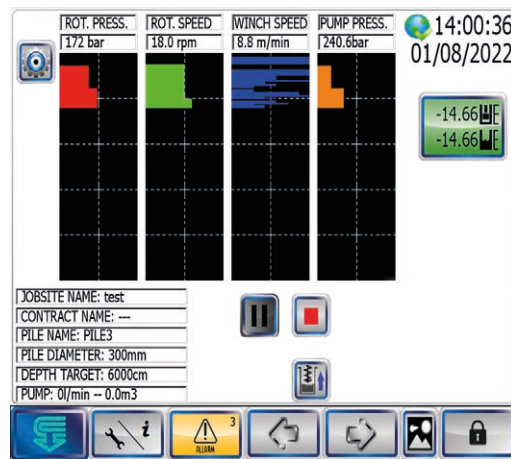 ROT. PRESS. ROT. SPEED WINCH SPEED PUMP PRESS. 14:00:36
172 bar 18.0 rpm 8.8 m/min 240.6bar 01/08/2022
-14.66
-14.66
JOBSITE NAME: test
CONTRACT NAME: ---
PILE NAME: PILE3
PILE DIAMETER: 300mm
DEPTH TARGET: 6000cm
PUMP: 0l/min -- 0.0m3
i
3
ALLARM